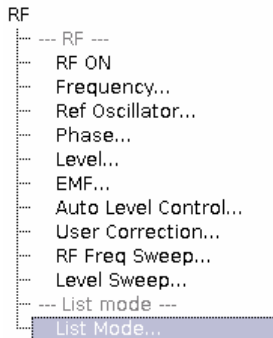 RF
--- RF ---
RF ON
Frequency...
Ref Oscillator...
Phase...
Level...
EMF...
Auto Level Control...
User Correction...
RF Freq Sweep...
Level Sweep...
--- List mode ---
List Mode...